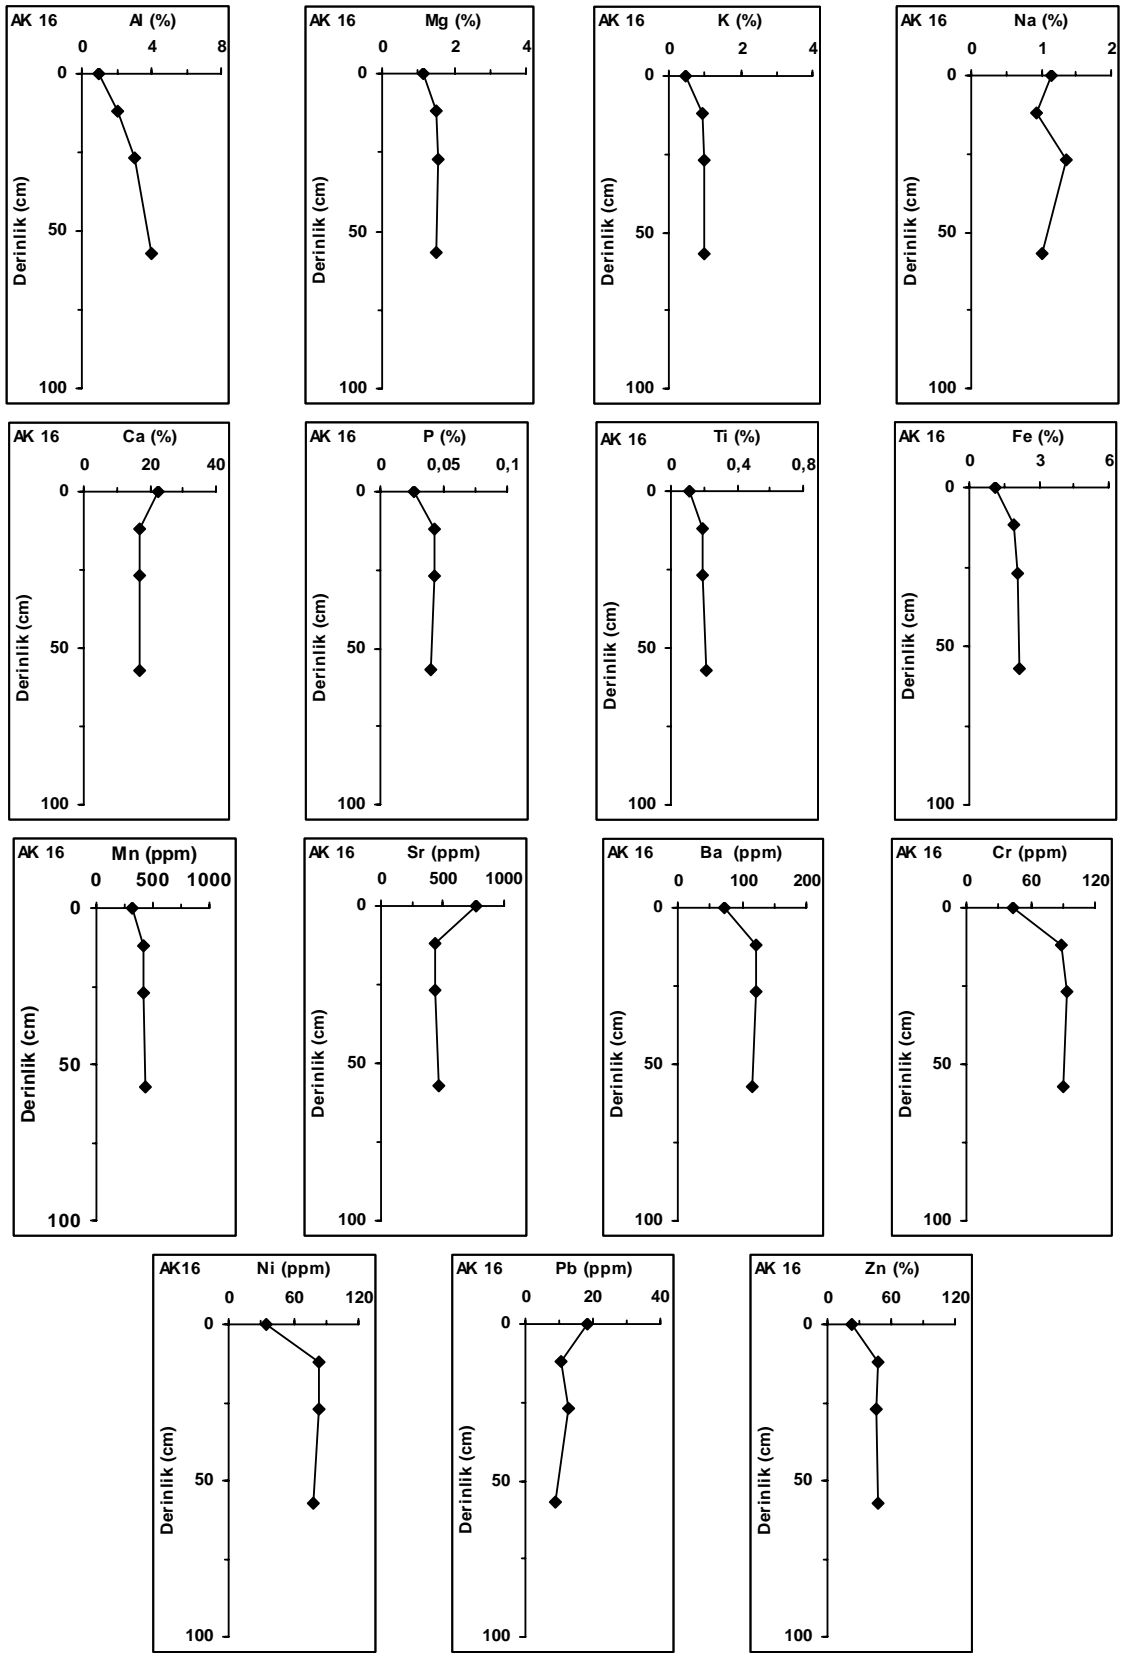 AK 16 Al (%)
0 4 8
0
50
100
Derinlik (cm)
AK 16 Mg (%)
0 2 4
0
50
100
Derinlik (cm)
AK 16 K (%)
0 2 4
0
50
100
Derinlik (cm)
AK 16 Na (%)
0 1 2
0
50
100
Derinlik (cm)
AK 16 Ca (%)
0 20 40
0
50
100
Derinlik (cm)
AK 16 P (%)
0 0,05 0,1
0
50
100
Derinlik (cm)
AK 16 Ti (%)
0 0,4 0,8
0
50
100
Derinlik (cm)
AK 16 Fe (%)
0 3 6
0
50
100
Derinlik (cm)
AK 16 Mn (ppm)
0 500 1000
0
50
100
Derinlik (cm)
AK 16 Sr (ppm)
0 500 1000
0
50
100
Derinlik (cm)
AK 16 Ba (ppm)
0 100 200
0
50
100
Derinlik (cm)
AK 16 Cr (ppm)
0 60 120
0
50
100
Derinlik (cm)
AK16 Ni (ppm)
0 60 120
0
50
100
Derinlik (cm)
AK 16 Pb (ppm)
0 20 40
0
50
100
Derinlik (cm)
AK 16 Zn (%)
0 60 120
0
50
100
Derinlik (cm)